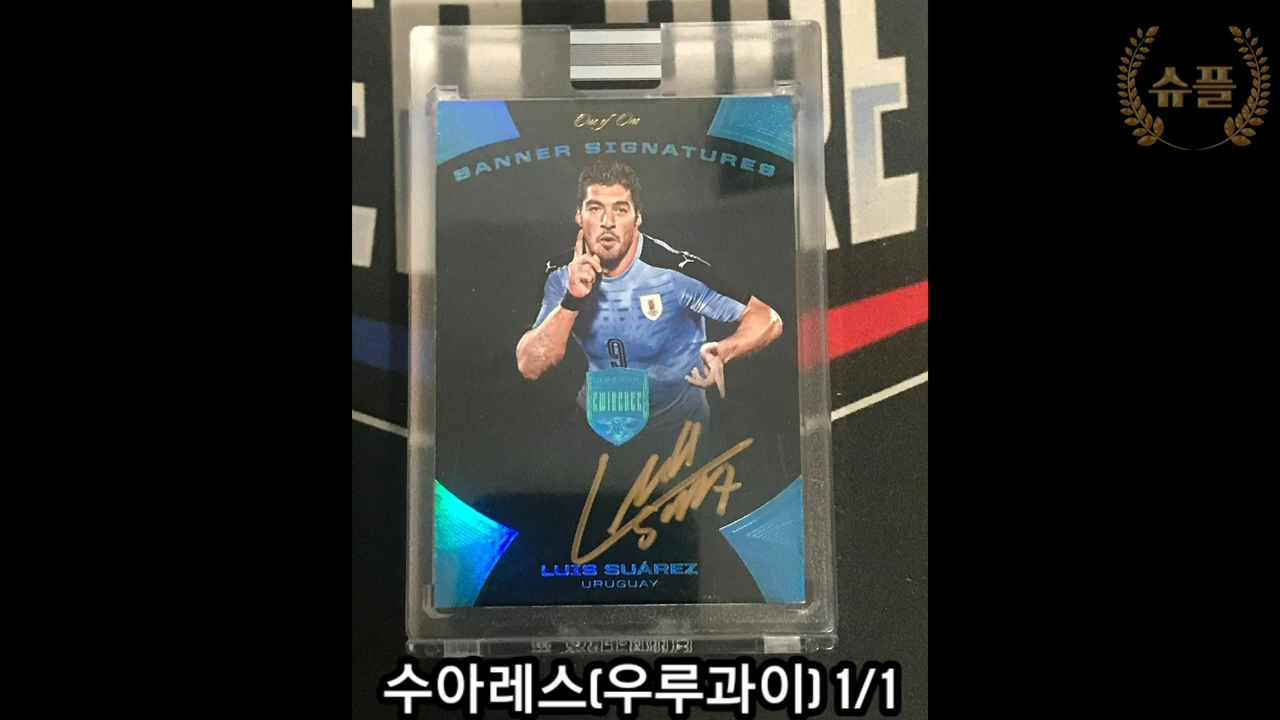 슈플
One of One
BANNER SIGNATURES
9
EMINENCE
LUIS SUÁREZ
URUGUAY
수아레스(우루과이) 1/1